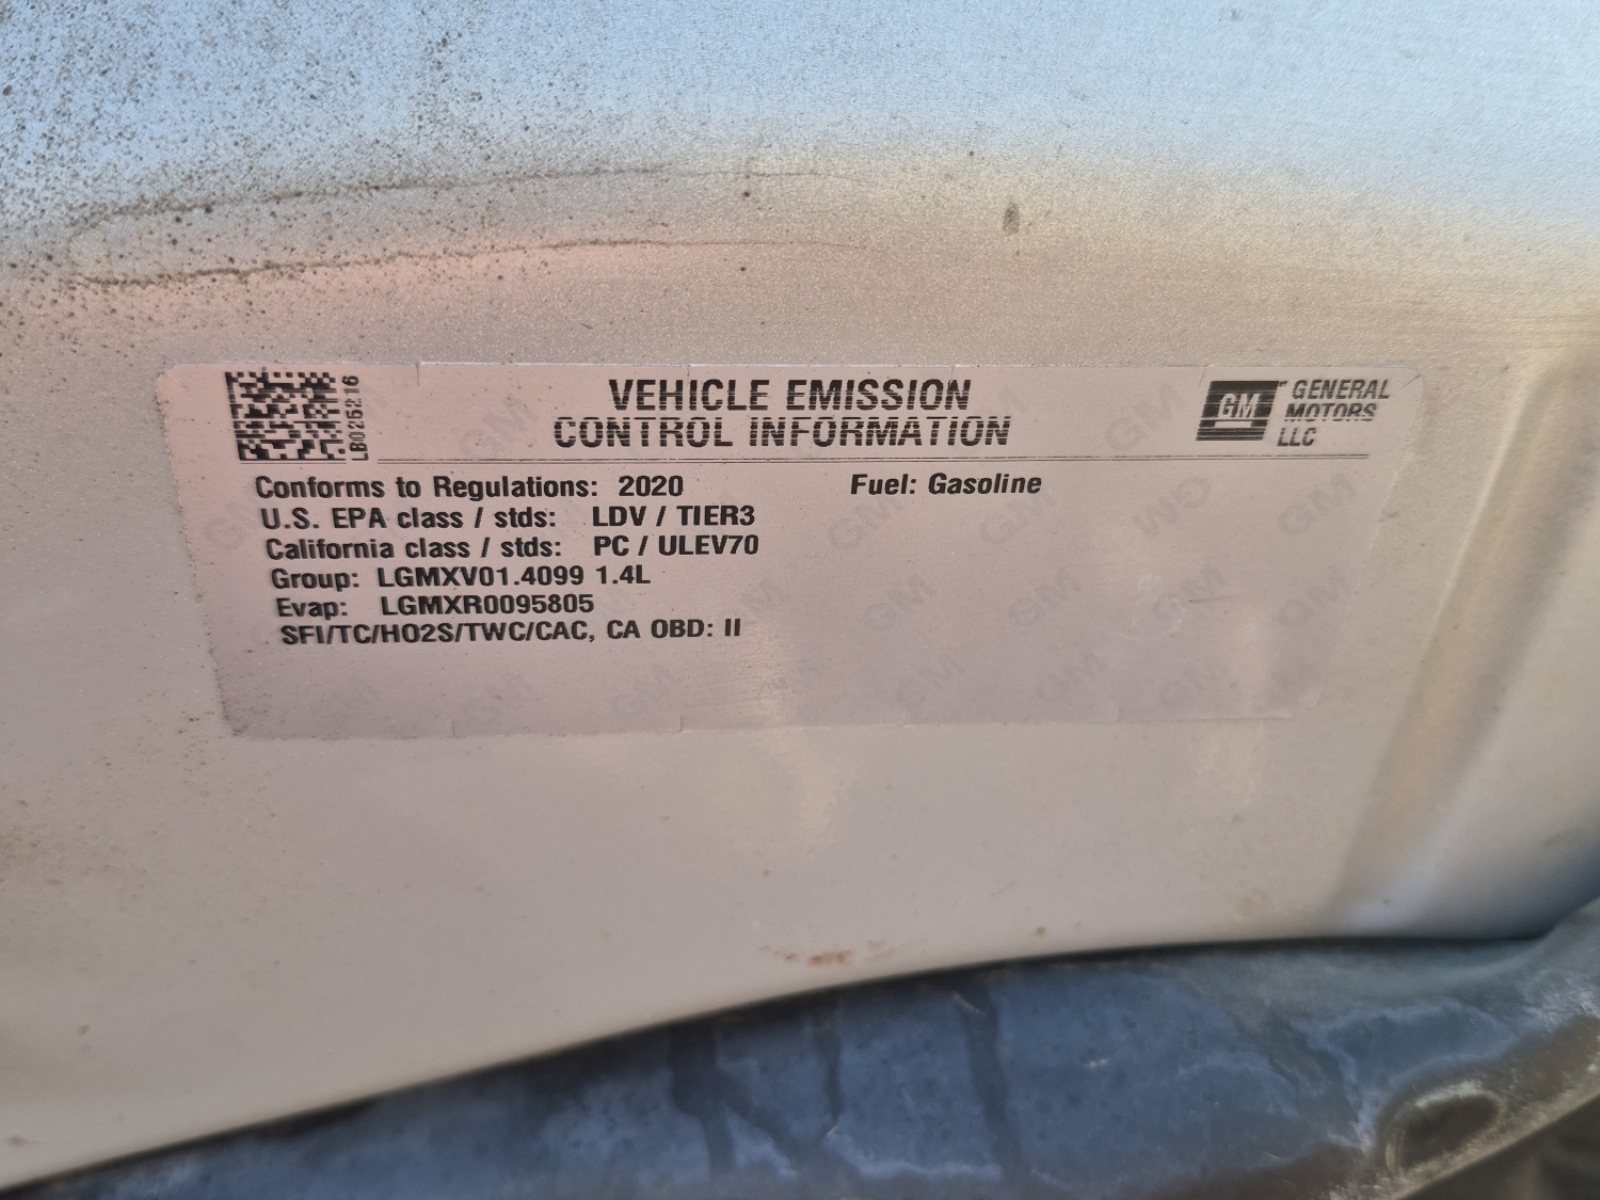 LB026216
VEHICLE EMISSION
CONTROL INFORMATION
GM
GENERAL
MOTORS
LLC
Conforms to Regulations: 2020 Fuel: Gasoline
U.S. EPA class / stds: LDV / TIER3
California class / stds: PC / ULEV70
Group: LGMXV01.4099 1.4L
Evap: LGMXR0095805
SFI/TC/HO2S/TWC/CAC, CA OBD: II